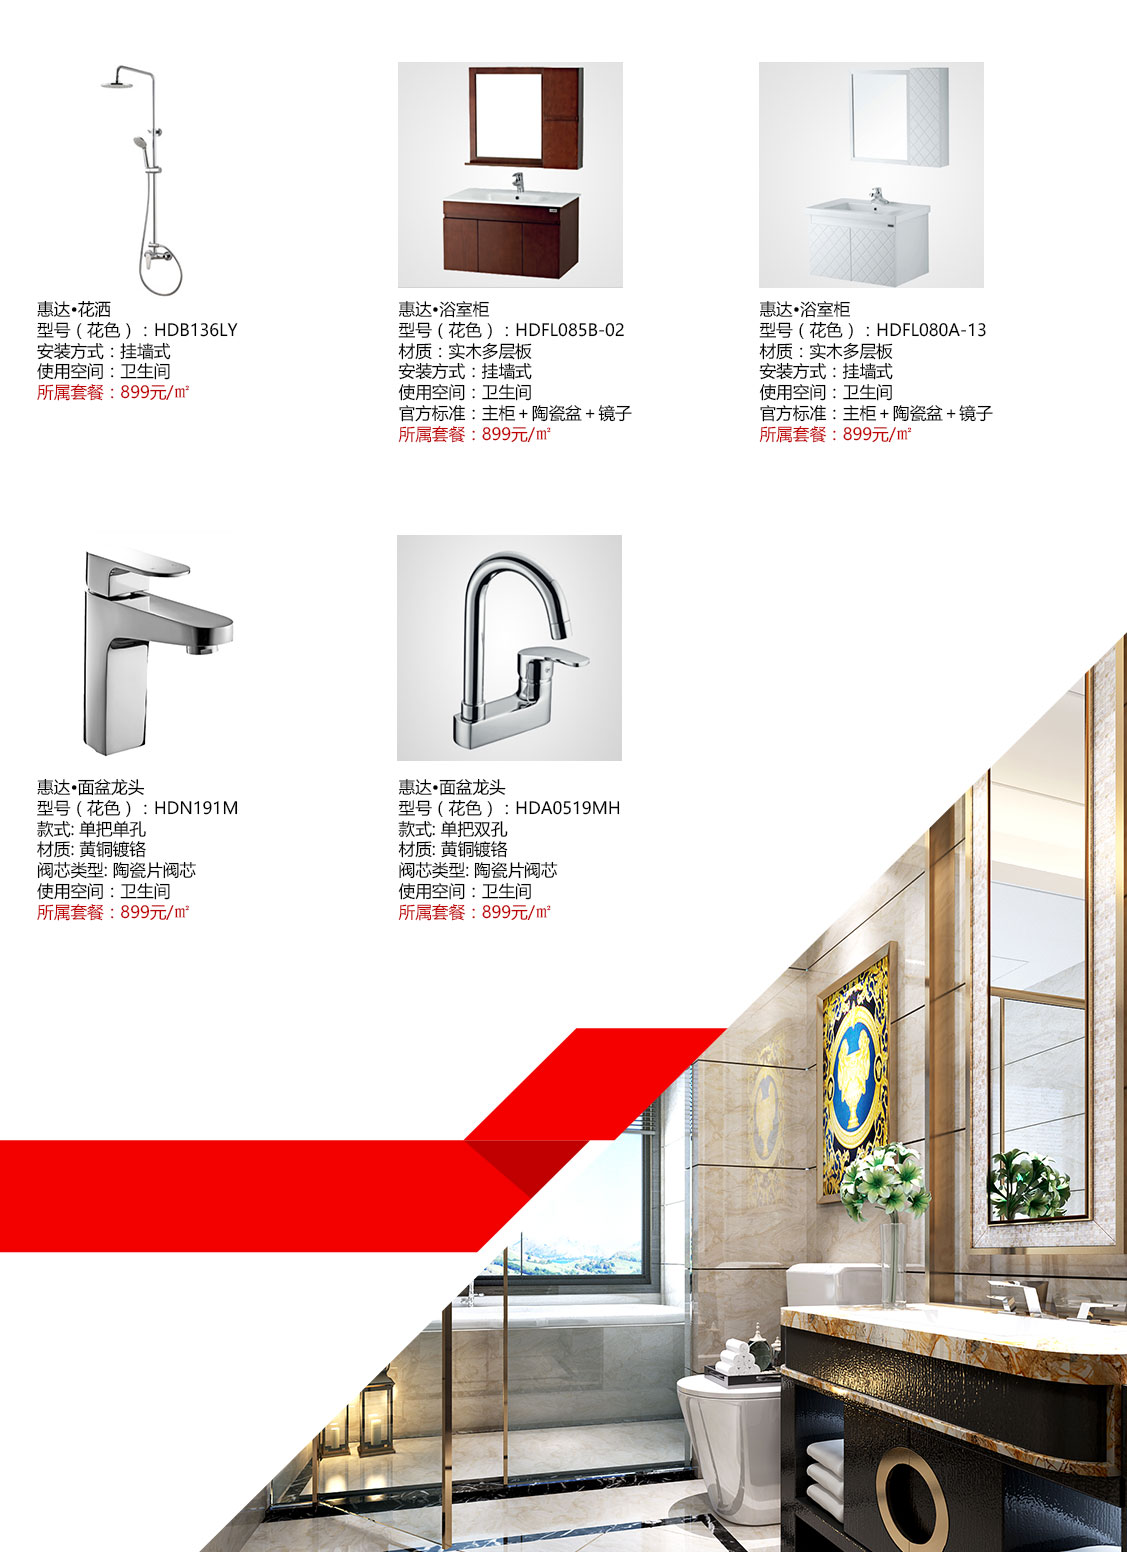 惠达•花洒
型号（花色）：HDB136LY
安装方式：挂墙式
使用空间：卫生间
所属套餐：899元/㎡
惠达•浴室柜
型号（花色）：HDFL085B-02
材质：实木多层板
安装方式：挂墙式
使用空间：卫生间
官方标准：主柜＋陶瓷盆＋镜子
所属套餐：899元/㎡
惠达•浴室柜
型号（花色）：HDFL080A-13
材质：实木多层板
安装方式：挂墙式
使用空间：卫生间
官方标准：主柜＋陶瓷盆＋镜子
所属套餐：899元/㎡
惠达•面盆龙头
型号（花色）：HDN191M
款式: 单把单孔
材质: 黄铜镀铬
阀芯类型: 陶瓷片阀芯
使用空间：卫生间
所属套餐：899元/㎡
惠达•面盆龙头
型号（花色）：HDA0519MH
款式: 单把双孔
材质: 黄铜镀铬
阀芯类型: 陶瓷片阀芯
使用空间：卫生间
所属套餐：899元/㎡